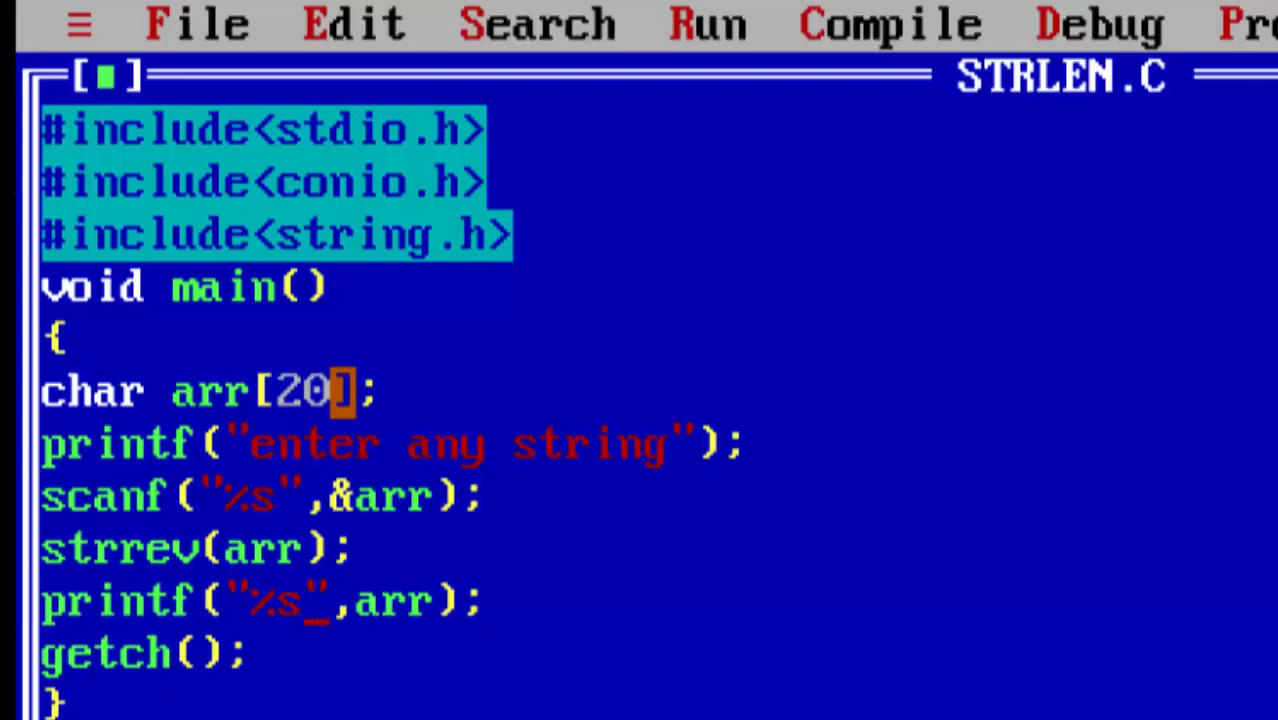 ≡ File Edit Search Run Compile Debug Pro
[■] STRLEN.C
#include<stdio.h>
#include<conio.h>
#include<string.h>
void main()
{
char arr[20];
printf("enter any string");
scanf("%s",&arr);
strrev(arr);
printf("%s",arr);
getch();
}